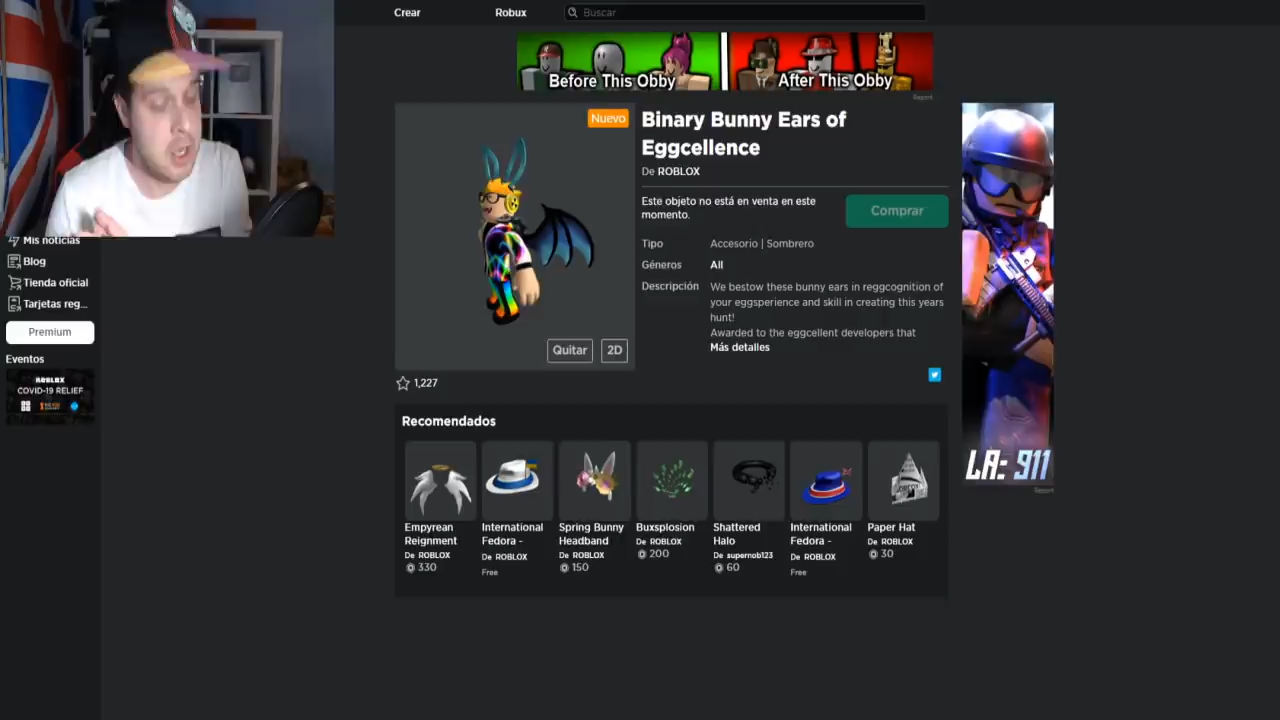 Crear
Robux
Buscar
Before This Obby
After This Obby
Report
Nuevo
Binary Bunny Ears of
Eggcellence
De ROBLOX
Este objeto no está en venta en este
momento.
Comprar
Tipo
Accesorio | Sombrero
Géneros
All
Descripción
We bestow these bunny ears in reggcognition of
your eggsperience and skill in creating this years
hunt!
Awarded to the eggcellent developers that
Más detalles
Quitar
2D
1,227
Mis noticias
Blog
Tienda oficial
Tarjetas reg...
Premium
Eventos
ROBLOX
COVID-19 RELIEF
LA: 911
Report
Recomendados
Empyrean
Reignment
De ROBLOX
330
International
Fedora -
De ROBLOX
Free
Spring Bunny
Headband
De ROBLOX
150
Buxsplosion
De ROBLOX
200
Shattered
Halo
De supernob123
60
International
Fedora -
De ROBLOX
Free
Paper Hat
De ROBLOX
30